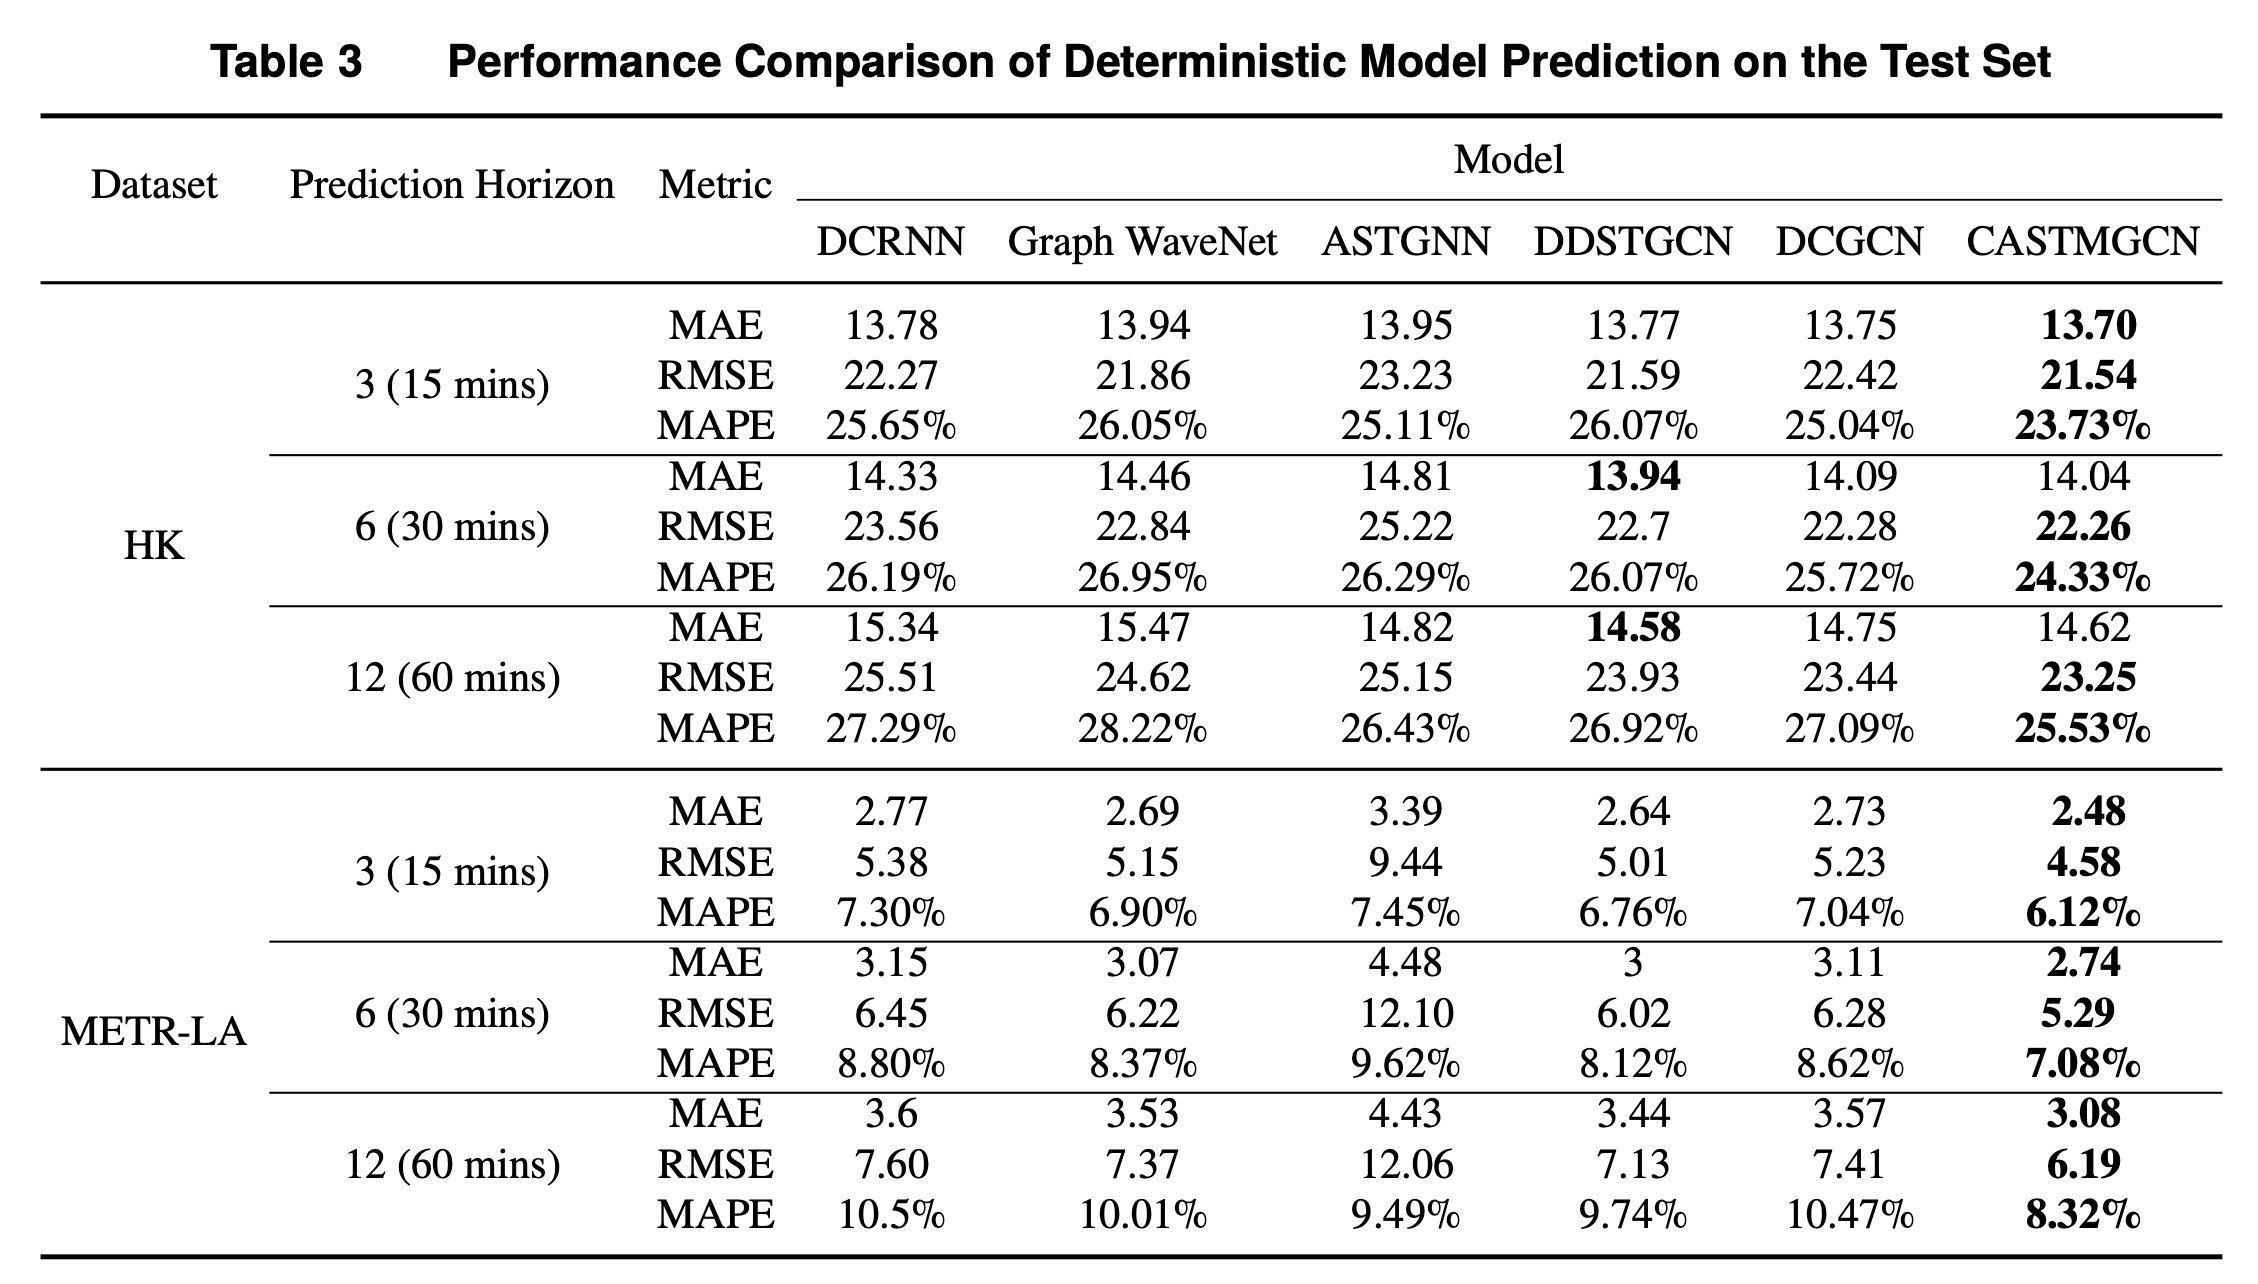 Table 3 Performance Comparison of Deterministic Model Prediction on the Test Set
Dataset Prediction Horizon Metric Model
DCRNN Graph WaveNet ASTGNN DDSTGCN DCGCN CASTMGCN
HK
3 (15 mins)
MAE 13.78 13.94 13.95 13.77 13.75 13.70
RMSE 22.27 21.86 23.23 21.59 22.42 21.54
MAPE 25.65% 26.05% 25.11% 26.07% 25.04% 23.73%
6 (30 mins)
MAE 14.33 14.46 14.81 13.94 14.09 14.04
RMSE 23.56 22.84 25.22 22.7 22.28 22.26
MAPE 26.19% 26.95% 26.29% 26.07% 25.72% 24.33%
12 (60 mins)
MAE 15.34 15.47 14.82 14.58 14.75 14.62
RMSE 25.51 24.62 25.15 23.93 23.44 23.25
MAPE 27.29% 28.22% 26.43% 26.92% 27.09% 25.53%
METR-LA
3 (15 mins)
MAE 2.77 2.69 3.39 2.64 2.73 2.48
RMSE 5.38 5.15 9.44 5.01 5.23 4.58
MAPE 7.30% 6.90% 7.45% 6.76% 7.04% 6.12%
6 (30 mins)
MAE 3.15 3.07 4.48 3 3.11 2.74
RMSE 6.45 6.22 12.10 6.02 6.28 5.29
MAPE 8.80% 8.37% 9.62% 8.12% 8.62% 7.08%
12 (60 mins)
MAE 3.6 3.53 4.43 3.44 3.57 3.08
RMSE 7.60 7.37 12.06 7.13 7.41 6.19
MAPE 10.5% 10.01% 9.49% 9.74% 10.47% 8.32%